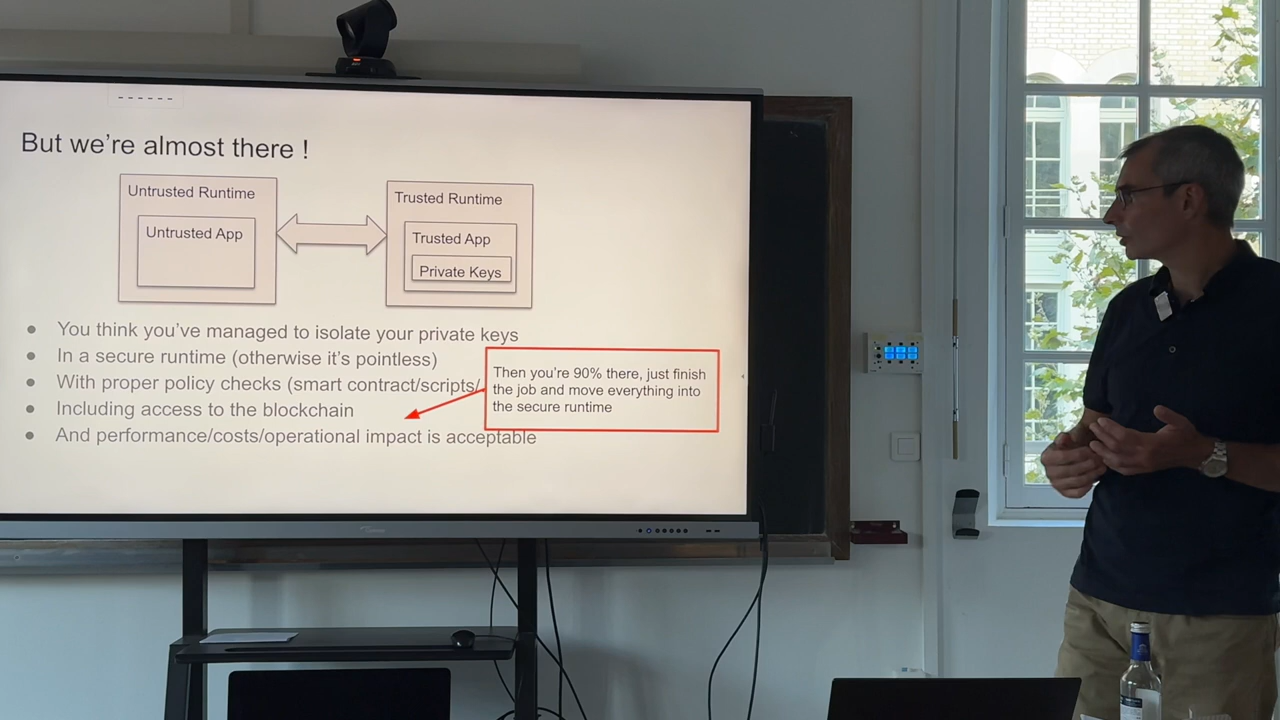 But we're almost there !
Untrusted Runtime
Untrusted App
Trusted Runtime
Trusted App
Private Keys
You think you've managed to isolate your private keys
In a secure runtime (otherwise it's pointless)
With proper policy checks (smart contract/scripts/
Including access to the blockchain
And performance/costs/operational impact is acceptable
Then you're 90% there, just finish
the job and move everything into
the secure runtime